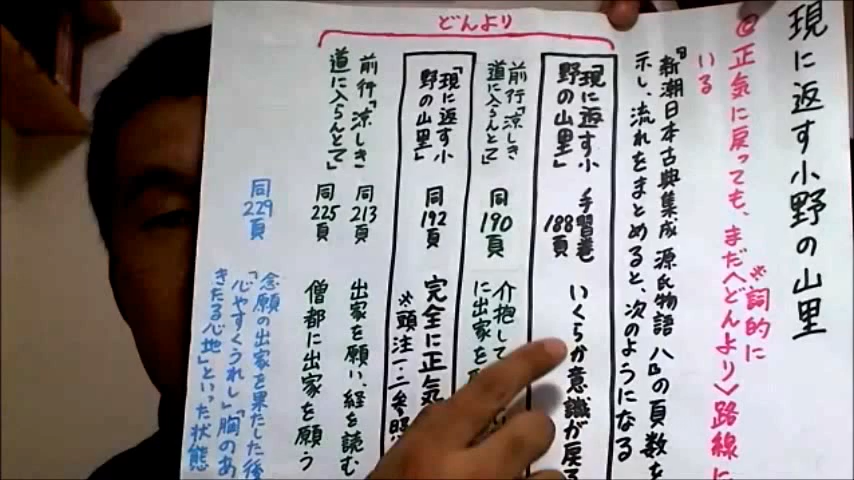 現に返す小野の山里
@正気に戻っても、まだ〈どんより〉路線に
いる
※詞的に
『新潮日本古典集成 源氏物語 八』の頁数を
示し、流れをまとめると、次のようになる
どんより
「現に返す小
野の山里」
手習巻
188頁
いくらか意識が戻る
前行「涼しき
道に入らんとて」
同
190頁
介抱して
に出家を
「現に返す小
野の山里」
同
192頁
完全に正気
※頭注一・二参照
前行「涼しき
道に入らんとて」
同
213頁
出家を願い、経を読む
同
225頁
僧都に出家を願う
同
229頁
念願の出家を果たした後
「心やすくうれし」「胸のあ
きたる心地」といった状態